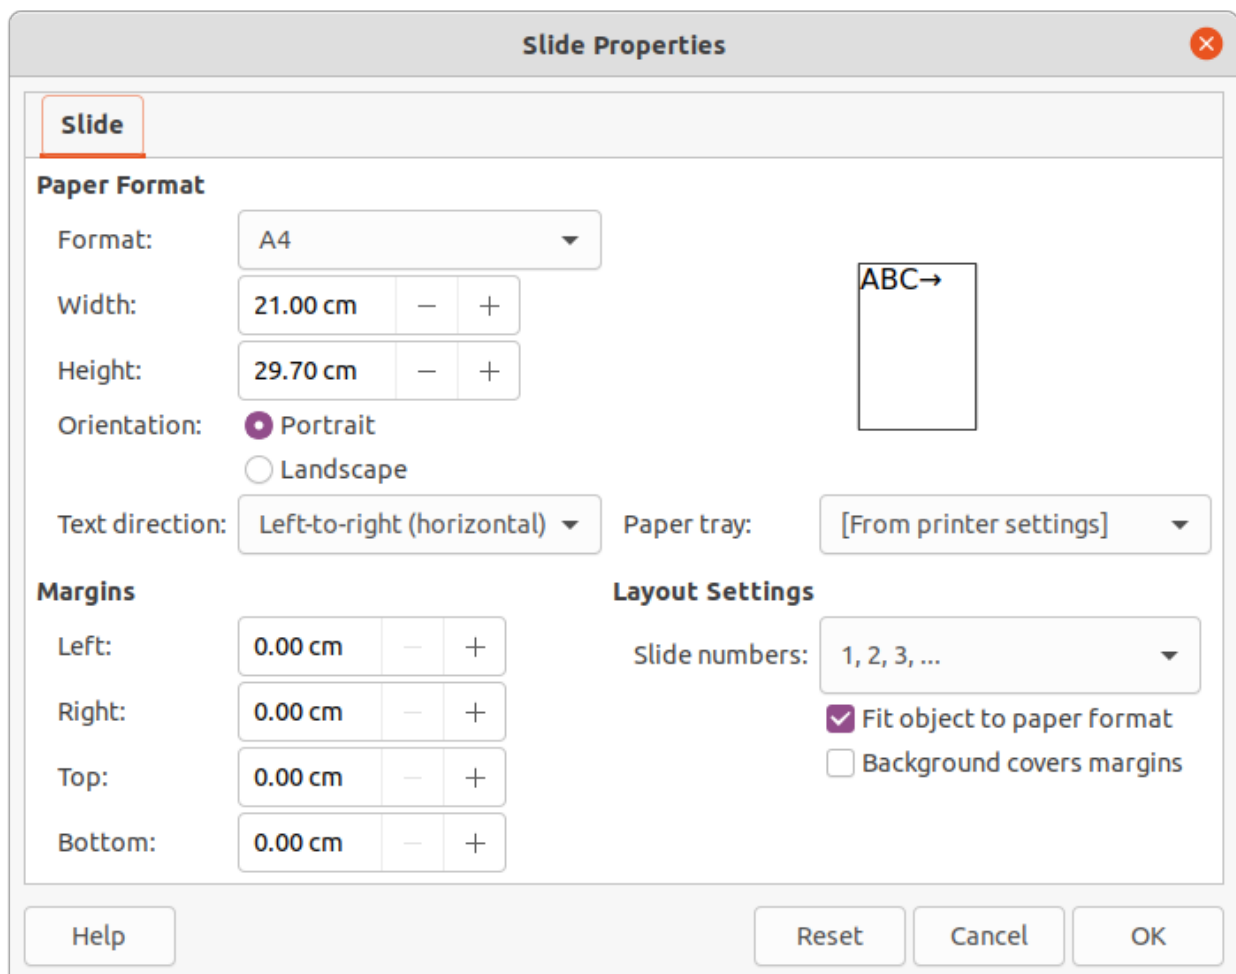 Slide Properties
Slide
Paper Format
Format: A4
ABC→
Width: 21.00 cm − +
Height: 29.70 cm − +
Orientation: Portrait
Landscape
Text direction: Left-to-right (horizontal) Paper tray: [From printer settings]
Margins Layout Settings
Left: 0.00 cm − + Slide numbers: 1, 2, 3, ...
Right: 0.00 cm − + Fit object to paper format
Top: 0.00 cm − + Background covers margins
Bottom: 0.00 cm − +
Help Reset Cancel OK